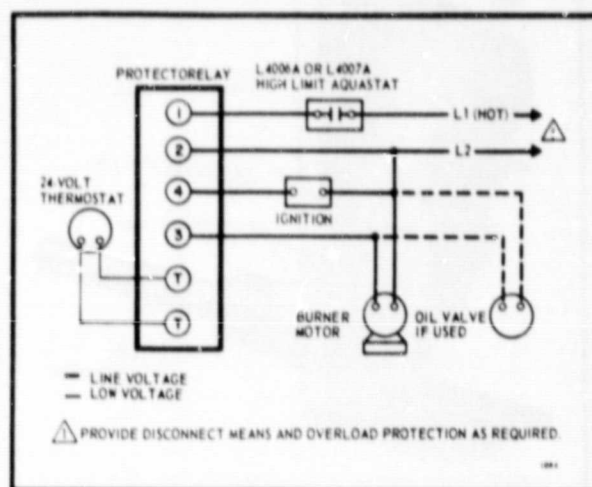 L4006A OR L4007A
HIGH LIMIT AQUASTAT
PROTECTORELAY
1
L1 (HOT)
2
L2
24 VOLT
THERMOSTAT
4
IGNITION
3
T
T
BURNER
MOTOR
OIL VALVE
IF USED
LINE VOLTAGE
LOW VOLTAGE
1 PROVIDE DISCONNECT MEANS AND OVERLOAD PROTECTION AS REQUIRED.